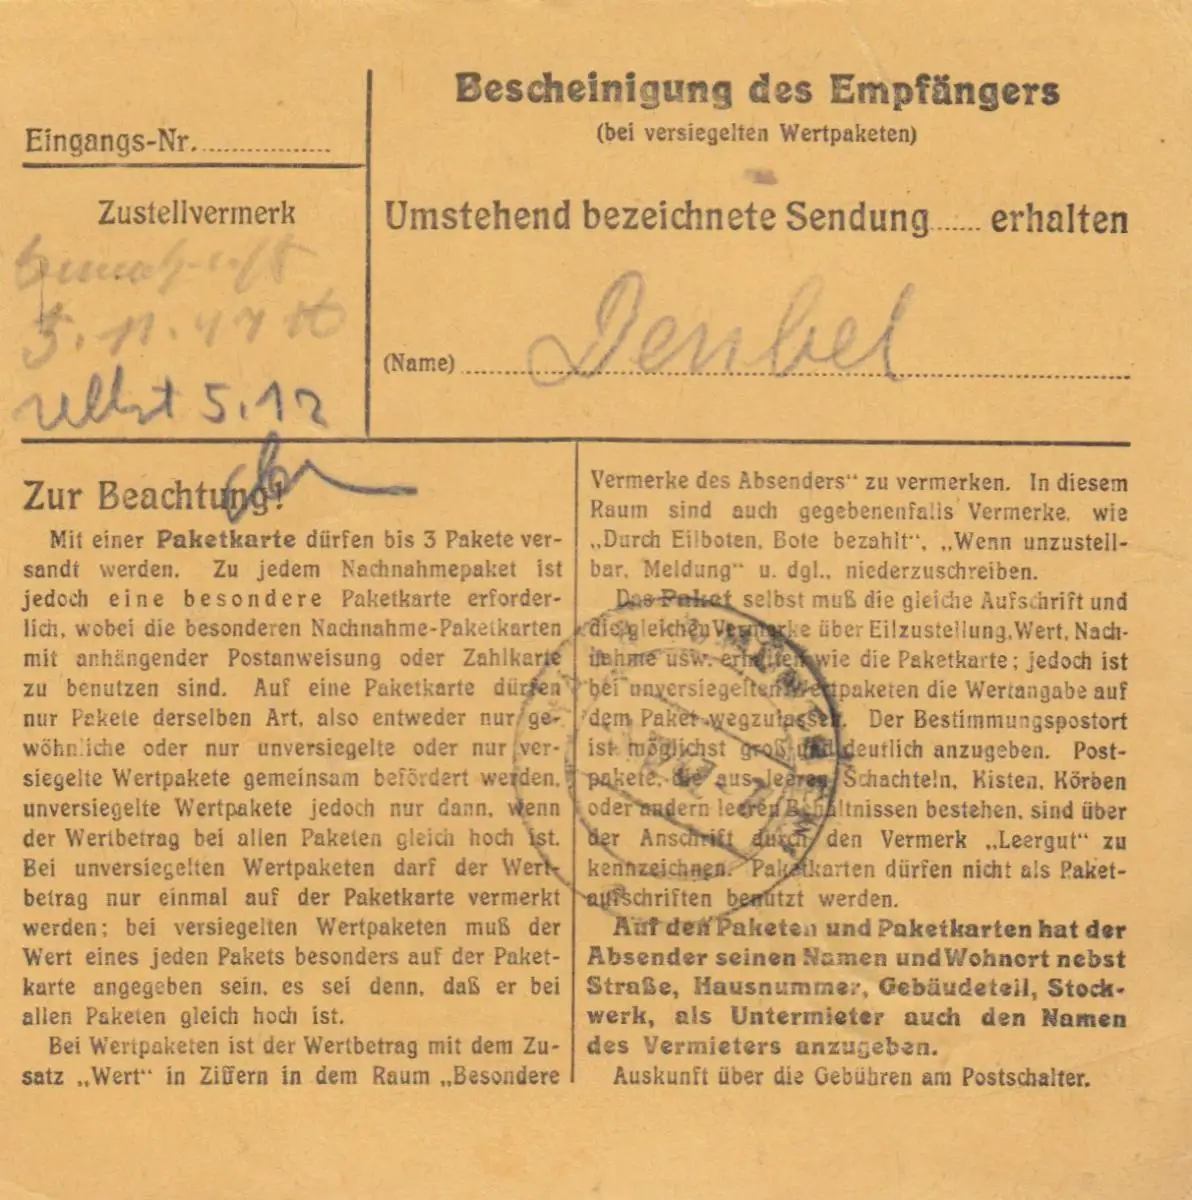 Eingangs-Nr. ..................
Zustellvermerk
5.11.47
selbst 5.12
Bescheinigung des Empfängers
(bei versiegelten Wertpaketen)
Umstehend bezeichnete Sendung...... erhalten
(Name) Denbel
Zur Beachtung!
Mit einer Paketkarte dürfen bis 3 Pakete ver-
sandt werden. Zu jedem Nachnahmepaket ist
jedoch eine besondere Paketkarte erforder-
lich, wobei die besonderen Nachnahme-Paketkarten
mit anhängender Postanweisung oder Zahlkarte
zu benutzen sind. Auf eine Paketkarte dürfen
nur Pakete derselben Art, also entweder nur ge-
wöhnliche oder nur unversiegelte oder nur ver-
siegelte Wertpakete gemeinsam befördert werden,
unversiegelte Wertpakete jedoch nur dann, wenn
der Wertbetrag bei allen Paketen gleich hoch ist.
Bei unversiegelten Wertpaketen darf der Wert-
betrag nur einmal auf der Paketkarte vermerkt
werden; bei versiegelten Wertpaketen muß der
Wert eines jeden Pakets besonders auf der Paket-
karte angegeben sein, es sei denn, daß er bei
allen Paketen gleich hoch ist.
Bei Wertpaketen ist der Wertbetrag mit dem Zu-
satz „Wert“ in Ziffern in dem Raum „Besondere
Vermerke des Absenders“ zu vermerken. In diesem
Raum sind auch gegebenenfalls Vermerke, wie
„Durch Eilboten, Bote bezahlt“, „Wenn unzustell-
bar, Meldung“ u. dgl., niederzuschreiben.
Das Paket selbst muß die gleiche Aufschrift und
die gleichen Vermerke über Eilzustellung, Wert, Nach-
nahme usw. erhalten wie die Paketkarte; jedoch ist
bei unversiegelten Wertpaketen die Wertangabe auf
dem Paket wegzulassen. Der Bestimmungspostort
ist möglichst groß und deutlich anzugeben. Post-
pakete, die aus leeren Schachteln, Kisten, Körben
oder andern leeren Behältnissen bestehen, sind über
der Anschrift durch den Vermerk „Leergut“ zu
kennzeichnen. Paketkarten dürfen nicht als Paket-
aufschriften benützt werden.
Auf den Paketen und Paketkarten hat der
Absender seinen Namen und Wohnort nebst
Straße, Hausnummer, Gebäudeteil, Stock-
werk, als Untermieter auch den Namen
des Vermieters anzugeben.
Auskunft über die Gebühren am Postschalter.